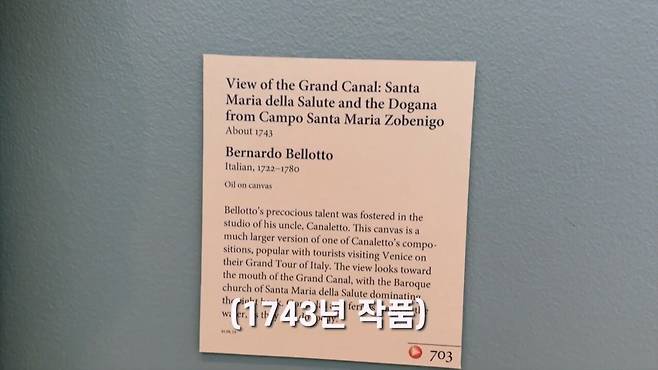 View of the Grand Canal: Santa
Maria della Salute and the Dogana
from Campo Santa Maria Zobenigo
About 1743
Bernardo Bellotto
Italian, 1722–1780
Oil on canvas
Bellotto's precocious talent was fostered in the
studio of his uncle, Canaletto. This canvas is a
much larger version of one of Canaletto's compo-
sitions, popular with tourists visiting Venice on
their Grand Tour of Italy. The view looks toward
the mouth of the Grand Canal, with the Baroque
church of Santa Maria della Salute dominating
the right
(1743년 작품)
703